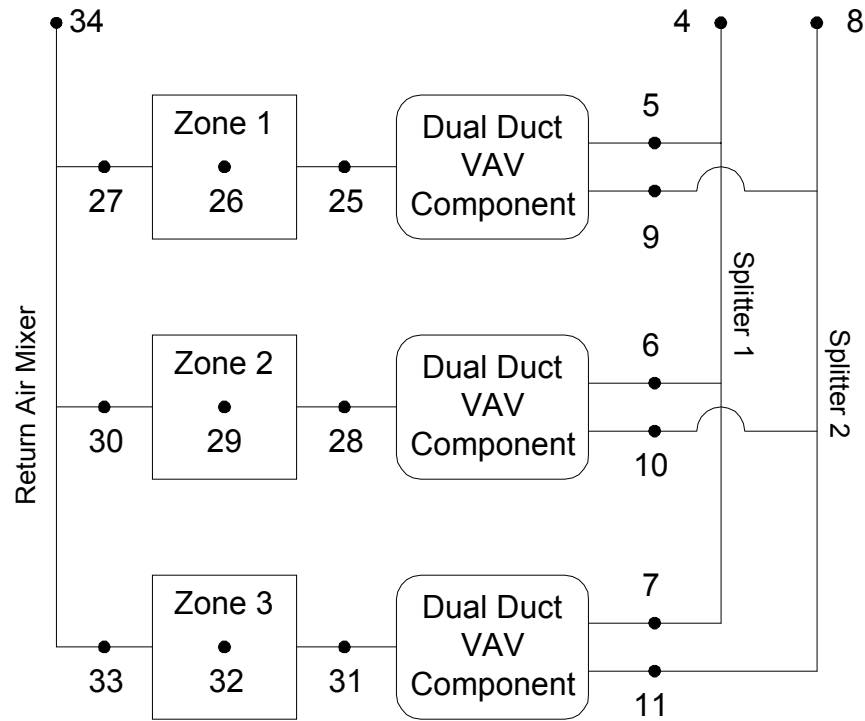 34
4
8
Zone 1
27
26
25
Dual Duct
VAV
Component
5
9
Splitter 1
Splitter 2
Return Air Mixer
Zone 2
30
29
28
Dual Duct
VAV
Component
6
10
Zone 3
33
32
31
Dual Duct
VAV
Component
7
11